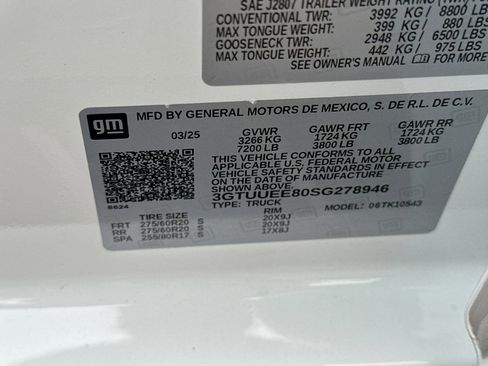 SAE J2807 TRAILER WEIGHT RATING
CONVENTIONAL TWR: 3992 KG / 8800 LB
MAX TONGUE WEIGHT: 399 KG / 880 LBS
GOOSENECK TWR: 2948 KG / 6500 LBS
MAX TONGUE WEIGHT: 442 KG / 975 LBS
SEE OWNER'S MANUAL FOR MORE
gm
MFD BY GENERAL MOTORS DE MEXICO, S. DE R.L. DE C.V.
03/25 GVWR GAWR FRT GAWR RR
3266 KG 1724 KG 1724 KG
7200 LB 3800 LB 3800 LB
THIS VEHICLE CONFORMS TO ALL
APPLICABLE U.S. FEDERAL MOTOR
VEHICLE SAFETY STANDARDS IN EFFECT
ON THE DATE OF MANUFACTURE SHOWN ABOVE.
3GTUUEE80SG278946
TYPE: TRUCK MODEL: 06TK10543
S624
TIRE SIZE RIM
FRT 275/60R20 S 20X9J
RR 275/60R20 S 20X9J
SPA 255/80R17 S 17X8J